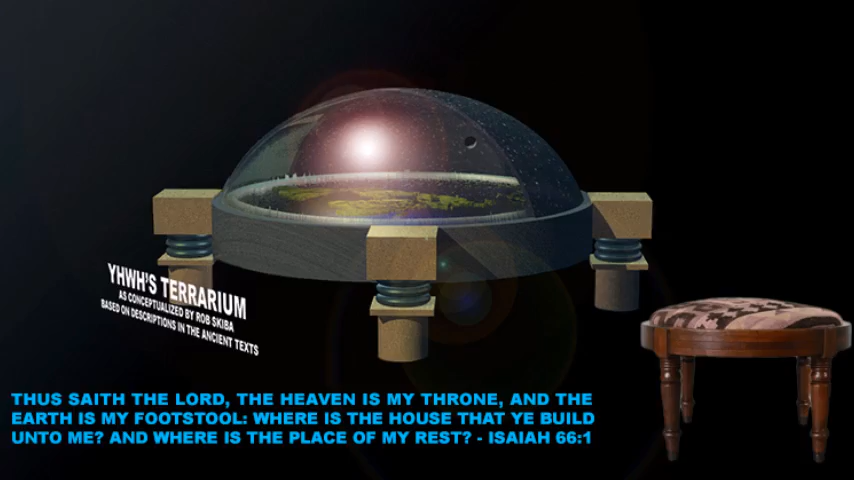 YHWH'S TERRARIUM
AS CONCEPTUALIZED BY ROB SKIBA
BASED ON DESCRIPTIONS IN THE ANCIENT TEXTS
THUS SAITH THE LORD, THE HEAVEN IS MY THRONE, AND THE
EARTH IS MY FOOTSTOOL: WHERE IS THE HOUSE THAT YE BUILD
UNTO ME? AND WHERE IS THE PLACE OF MY REST? - ISAIAH 66:1